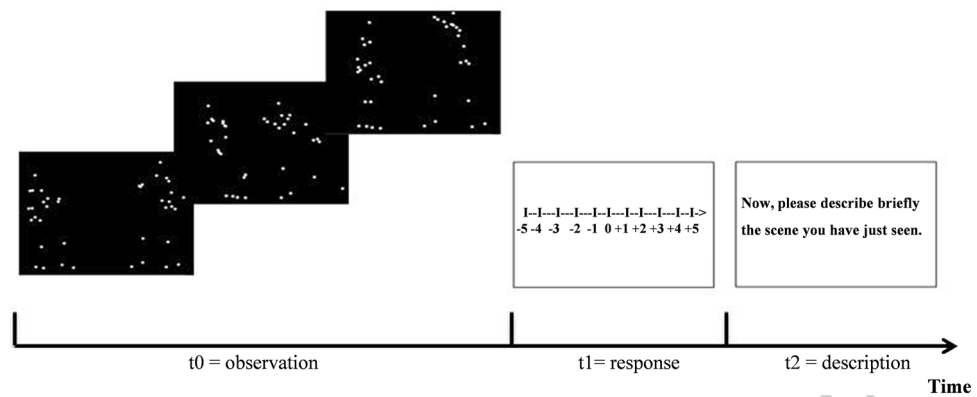 I--I---I---I---I--I---I---I---I---I--I->
-5 -4 -3 -2 -1 0 +1 +2 +3 +4 +5
Now, please describe briefly
the scene you have just seen.
t0 = observation
t1= response
t2 = description
Time